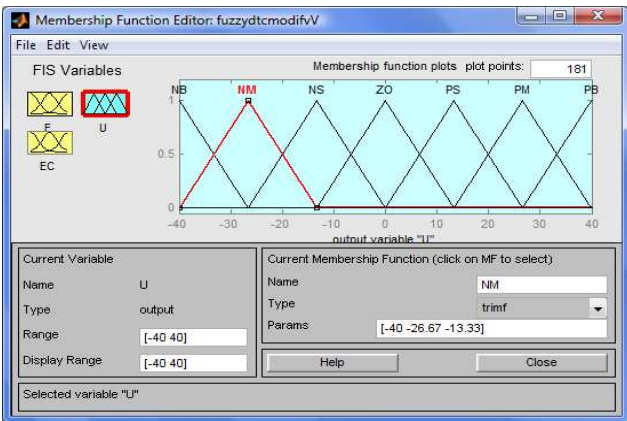 Membership Function Editor: fuzzydtcmodifvV
File Edit View
FIS Variables
Membership function plots plot points: 181
NB NM NS ZO PS PM PB
1
0.5
0
-40 -30 -20 -10 0 10 20 30 40
output variable "U"
U
EC
Current Variable
Name U
Type output
Range [-40 40]
Display Range [-40 40]
Current Membership Function (click on MF to select)
Name NM
Type trimf
Params [-40 -26.67 -13.33]
Help Close
Selected variable "U"